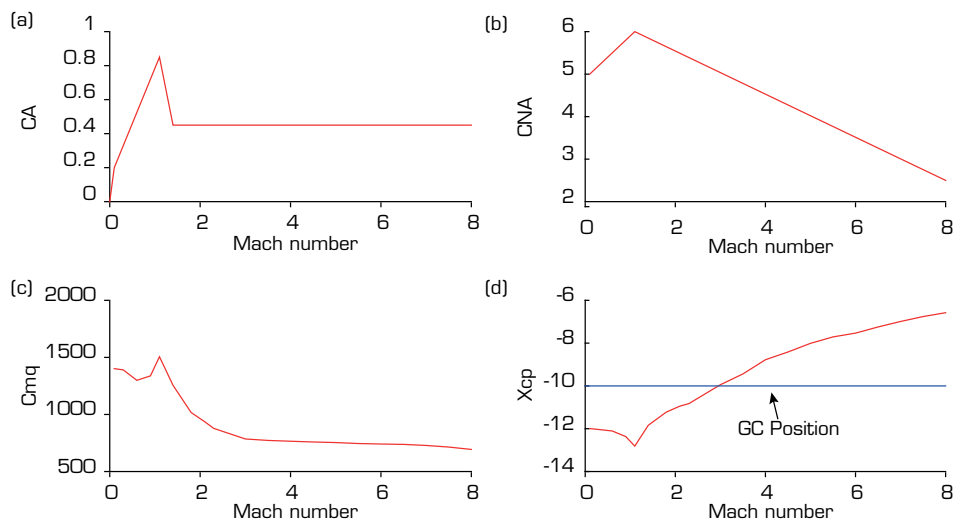 (a)
1
0.8
0.6
0.4
0.2
0
CA
0 2 4 6 8
Mach number
(b)
6
5
4
3
2
CNA
0 2 4 6 8
Mach number
(c)
2000
1500
1000
500
Cmq
0 2 4 6 8
Mach number
(d)
-6
-8
-10
-12
-14
Xcp
GC Position
0 2 4 6 8
Mach number